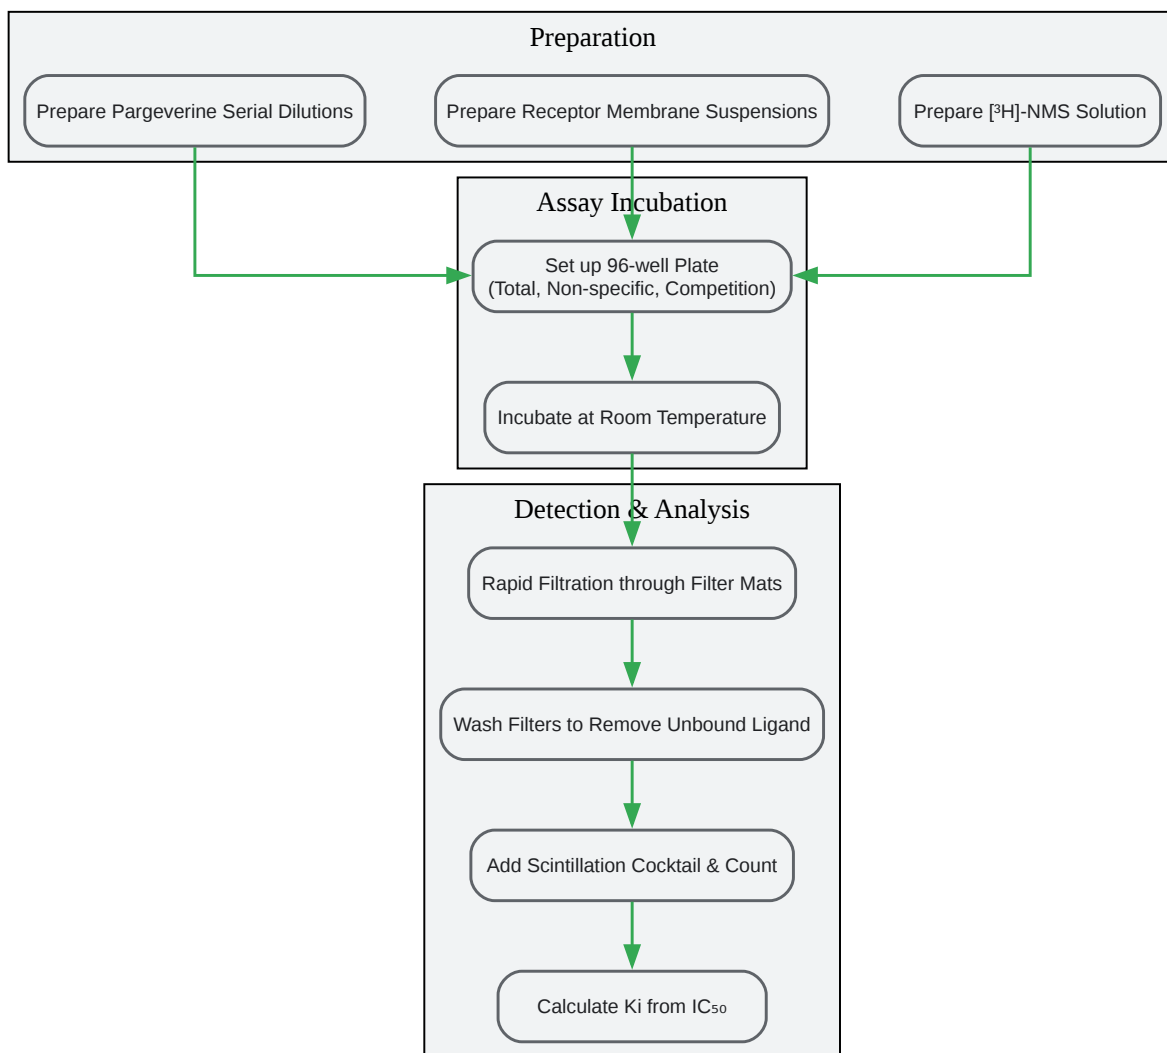 Preparation
Prepare Pargeverine Serial Dilutions
Prepare Receptor Membrane Suspensions
Prepare [³H]-NMS Solution
Assay Incubation
Set up 96-well Plate
(Total, Non-specific, Competition)
Incubate at Room Temperature
Detection & Analysis
Rapid Filtration through Filter Mats
Wash Filters to Remove Unbound Ligand
Add Scintillation Cocktail & Count
Calculate Ki from IC₅₀